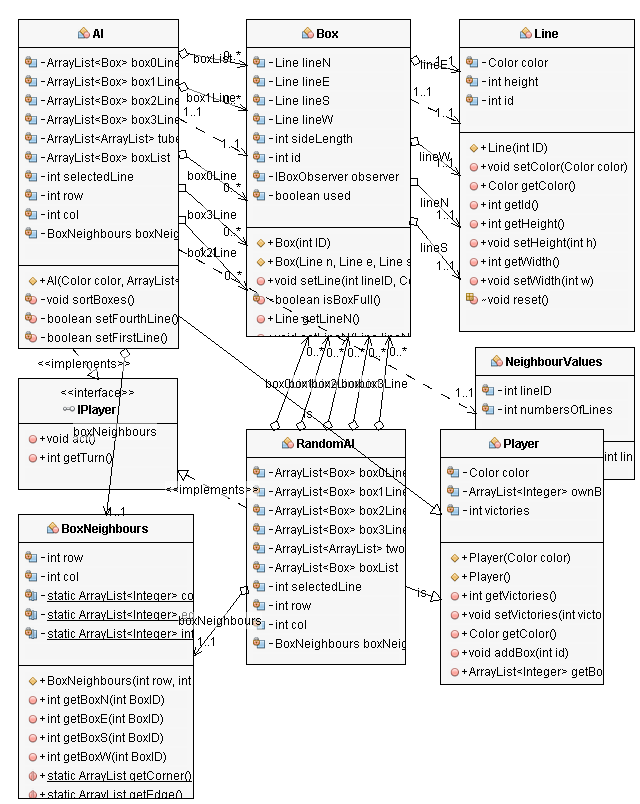 AI
-ArrayList<Box> box0Line
-ArrayList<Box> box1Line
-ArrayList<Box> box2Line
-ArrayList<Box> box3Line
-ArrayList<ArrayList> tube
-ArrayList<Box> boxList
-int selectedLine
-int row
-int col
-BoxNeighbours boxNeig
+AI(Color color, ArrayList<
-void sortBoxes()
-boolean setFourthLine()
-boolean setFirstLine()
Box
-Line lineN
-Line lineE
-Line lineS
-Line lineW
-int sideLength
-int id
-IBoxObserver observer
-boolean used
+Box(int ID)
+Box(Line n, Line e, Line s
+void setLine(int lineID, C
-boolean isBoxFull()
+Line getLineN()
Line
-Color color
-int height
-int id
+Line(int ID)
+void setColor(Color color)
+Color getColor()
+int getId()
+int getHeight()
+void setHeight(int h)
+int getWidth()
+void setWidth(int w)
~void reset()
boxList
0..*
box1Line
0..*
1..1
1..1
box0Line
0..*
box3Line
0..*
box2Line
0..*
lineE
1..1
1..1
1..1
lineW
1..1
lineN
1..1
lineS
1..1
NeighbourValues
-int lineID
-int numbersOfLines
int lin
1..1
<<implements>>
<<interface>>
IPlayer
+void act()
+int getTurn()
boxNeighbours
1..1
<<implements>>
0..*
0..*
0..*
0..*
0..*
box3Line
is
RandomAI
-ArrayList<Box> box0Line
-ArrayList<Box> box1Line
-ArrayList<Box> box2Line
-ArrayList<Box> box3Line
-ArrayList<ArrayList> two
-ArrayList<Box> boxList
-int selectedLine
-int row
-int col
-BoxNeighbours boxNeig
Player
-Color color
-ArrayList<Integer> ownB
-int victories
+Player(Color color)
+Player()
+int getVictories()
+void setVictories(int victo
+Color getColor()
+void addBox(int id)
+ArrayList<Integer> getBo
is
boxNeighbours
1..1
BoxNeighbours
-int row
-int col
-static ArrayList<Integer> co
-static ArrayList<Integer> ed
-static ArrayList<Integer> int
+BoxNeighbours(int row, int
+int getBoxN(int BoxID)
+int getBoxE(int BoxID)
+int getBoxS(int BoxID)
+int getBoxW(int BoxID)
+static ArrayList getCorner()
+static ArrayList getEdge()